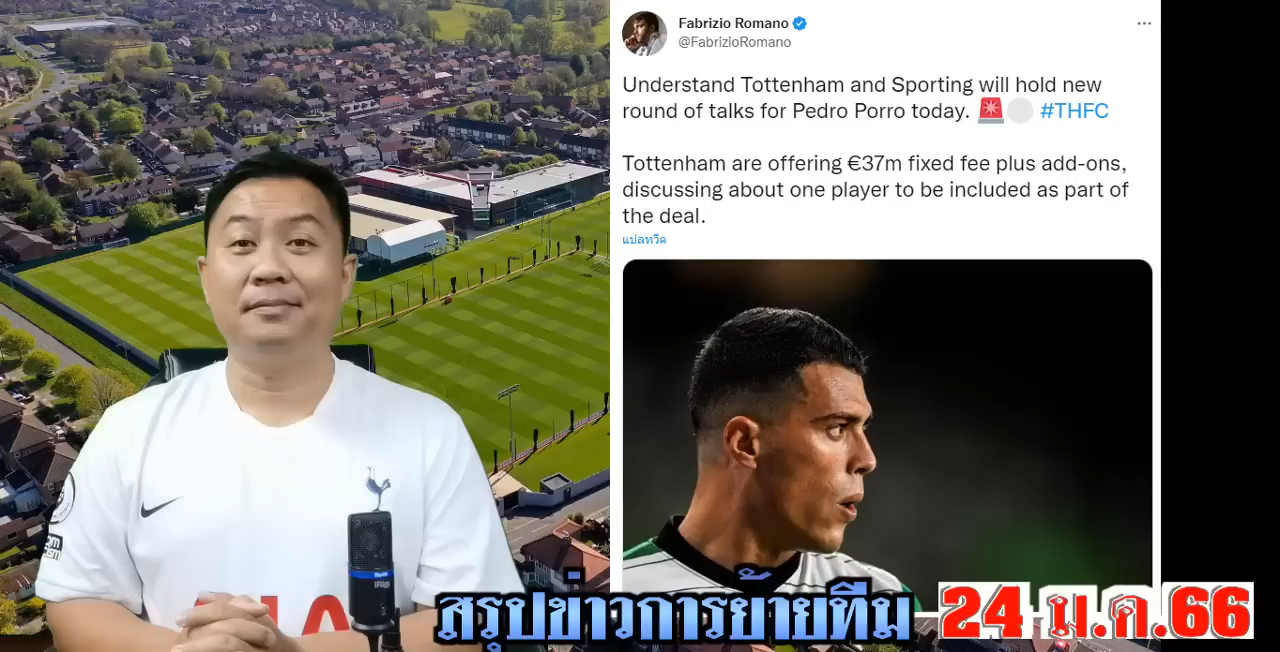 Fabrizio Romano
@FabrizioRomano
Understand Tottenham and Sporting will hold new
round of talks for Pedro Porro today. 🚨⚪ #THFC
Tottenham are offering €37m fixed fee plus add-ons,
discussing about one player to be included as part of
the deal.
แปลทวีต
สรุปข่าวการย้ายทีม 24 ม.ค.66